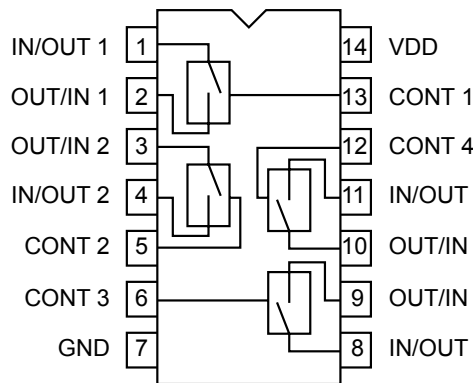 IN/OUT 1 1 14 VDD
OUT/IN 1 2 13 CONT 1
OUT/IN 2 3 12 CONT 4
IN/OUT 2 4 11 IN/OUT
CONT 2 5 10 OUT/IN
CONT 3 6 9 OUT/IN
GND 7 8 IN/OUT